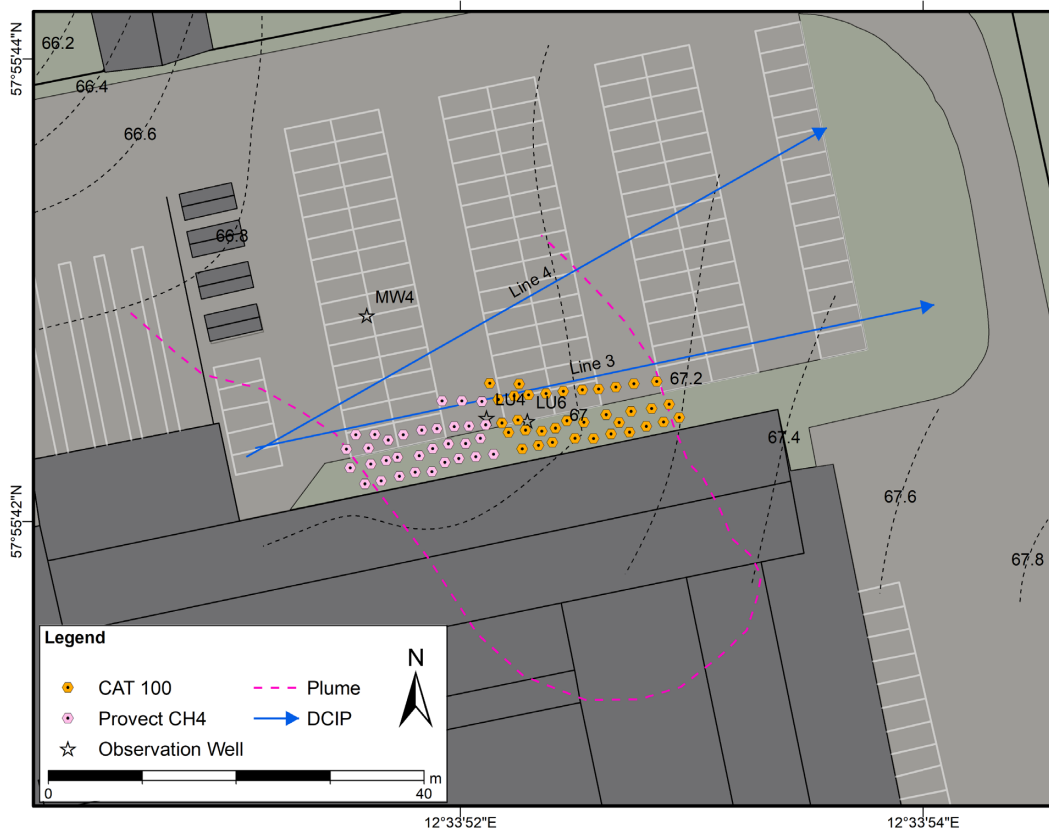 66.2
66.4
66.6
66.8
MW4
Line 4
Line 3
67.2
LU4
LU6
67
67.4
67.6
67.8
57°55'44"N
57°55'42"N
Legend
CAT 100
Plume
Provect CH4
DCIP
Observation Well
N
m
0
40
12°33'52"E
12°33'54"E